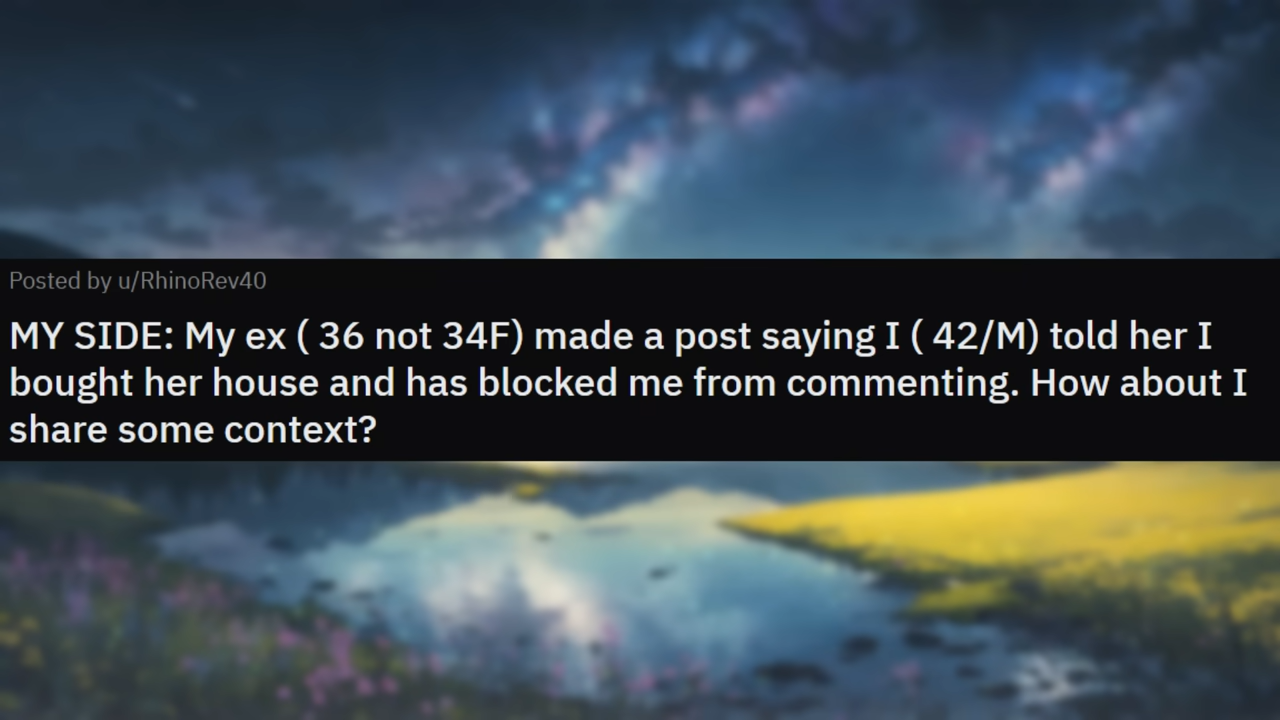 Posted by u/RhinoRev40
MY SIDE: My ex ( 36 not 34F) made a post saying I ( 42/M) told her I
bought her house and has blocked me from commenting. How about I
share some context?